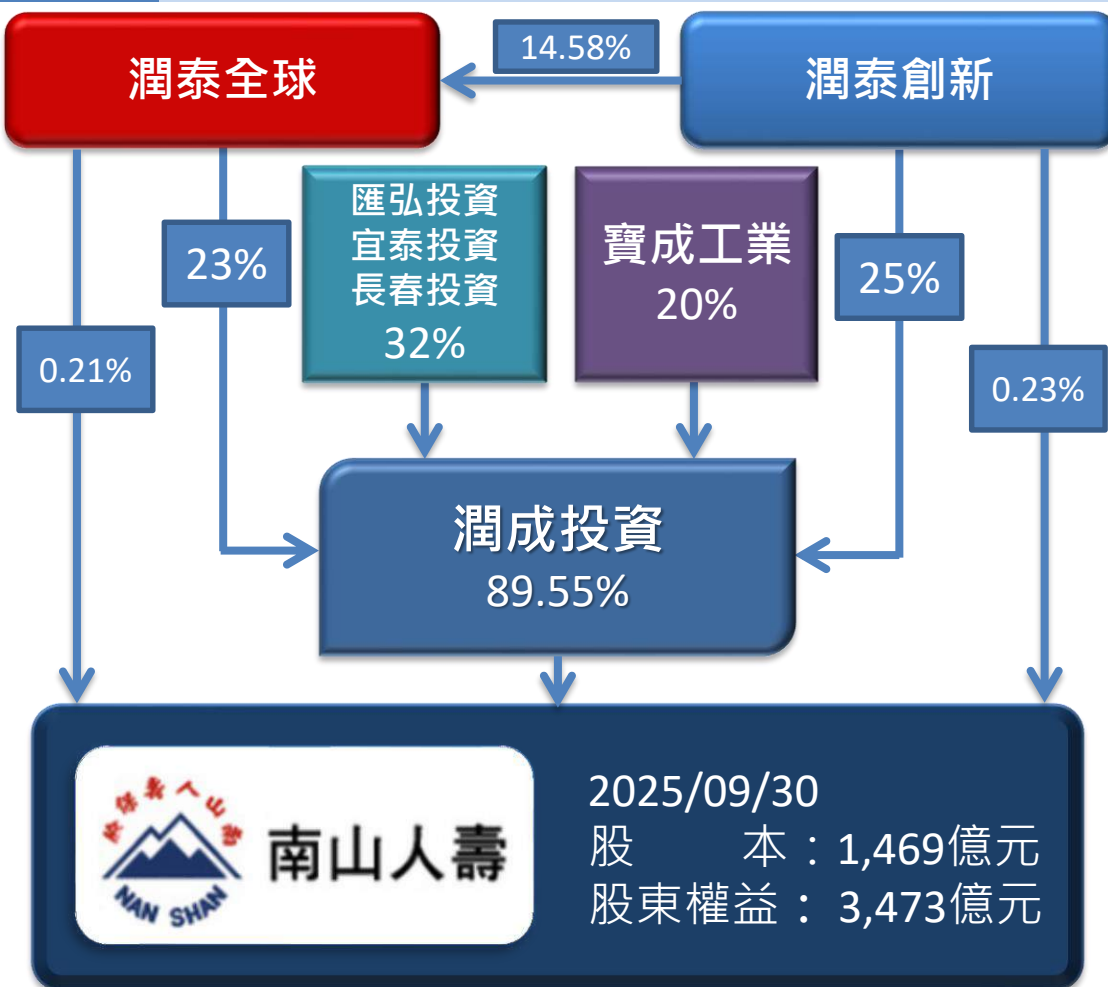 潤泰全球
14.58%
潤泰創新
匯弘投資
宜泰投資
長春投資
32%
寶成工業
20%
23%
25%
0.21%
0.23%
潤成投資
89.55%
南山人壽
NAN SHAN
2025/09/30
股 本：1,469億元
股東權益： 3,473億元